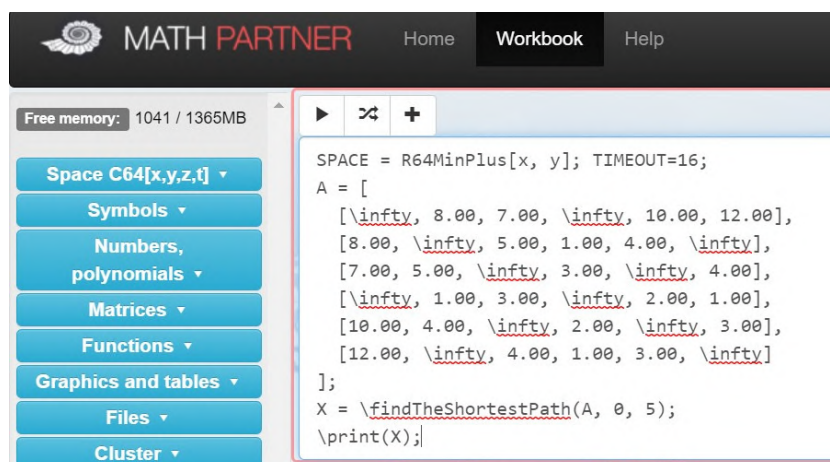 MATH PARTNER Home Workbook Help
Free memory: 1041 / 1365MB
Space C64[x,y,z,t]
Symbols
Numbers,
polynomials
Matrices
Functions
Graphics and tables
Files
Cluster
SPACE = R64MinPlus[x, y]; TIMEOUT=16;
A = [
[\infty, 8.00, 7.00, \infty, 10.00, 12.00],
[8.00, \infty, 5.00, 1.00, 4.00, \infty],
[7.00, 5.00, \infty, 3.00, \infty, 4.00],
[\infty, 1.00, 3.00, \infty, 2.00, 1.00],
[10.00, 4.00, \infty, 2.00, \infty, 3.00],
[12.00, \infty, 4.00, 1.00, 3.00, \infty]
];
X = \findTheShortestPath(A, 0, 5);
\print(X);